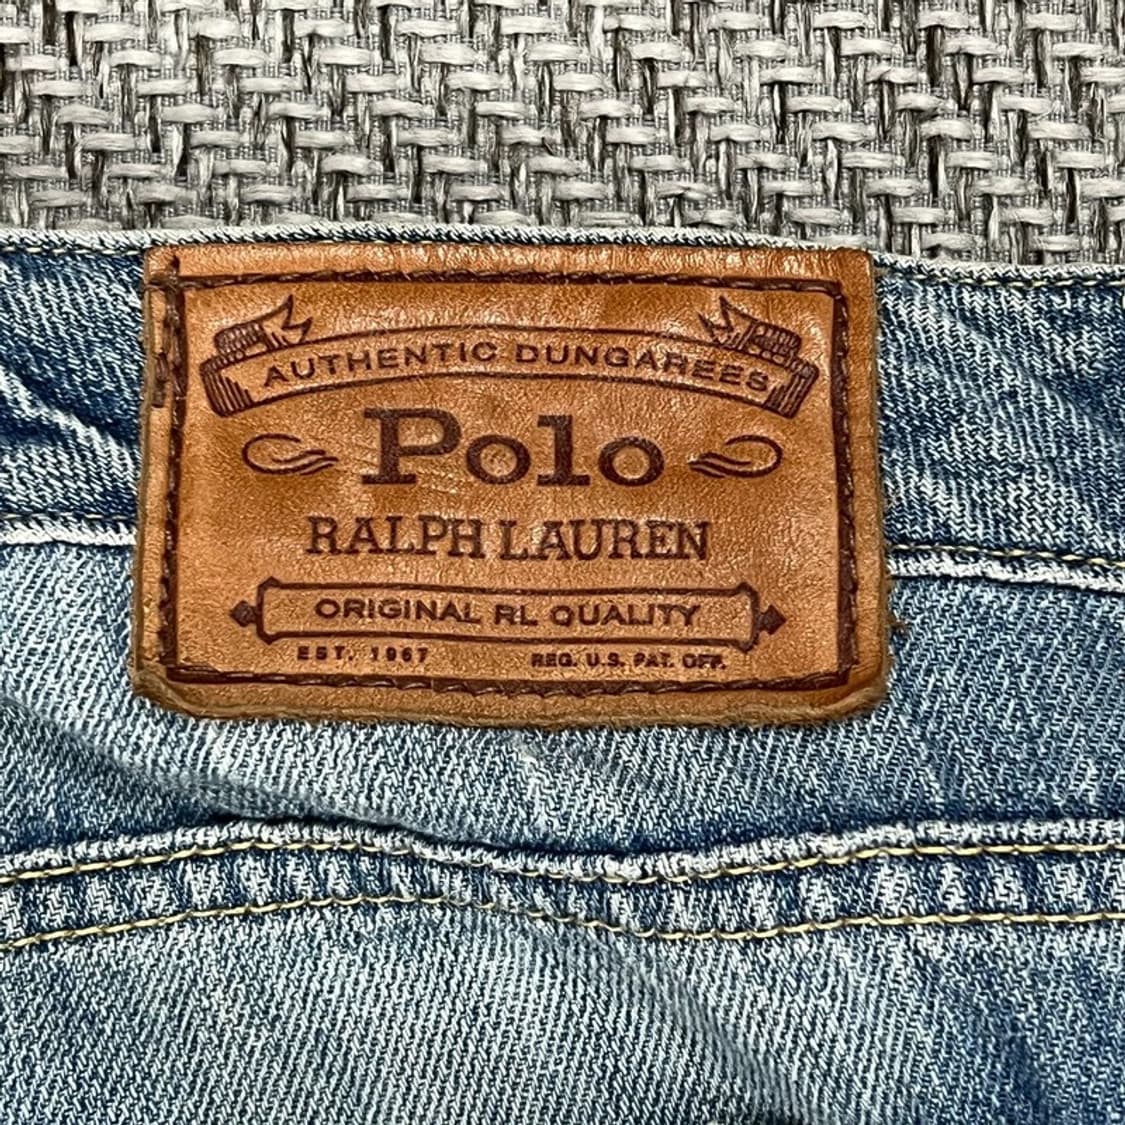 AUTHENTIC DUNGAREES
Polo
RALPH LAUREN
ORIGINAL RL QUALITY
EST. 1967 REG. U.S. PAT. OFF.